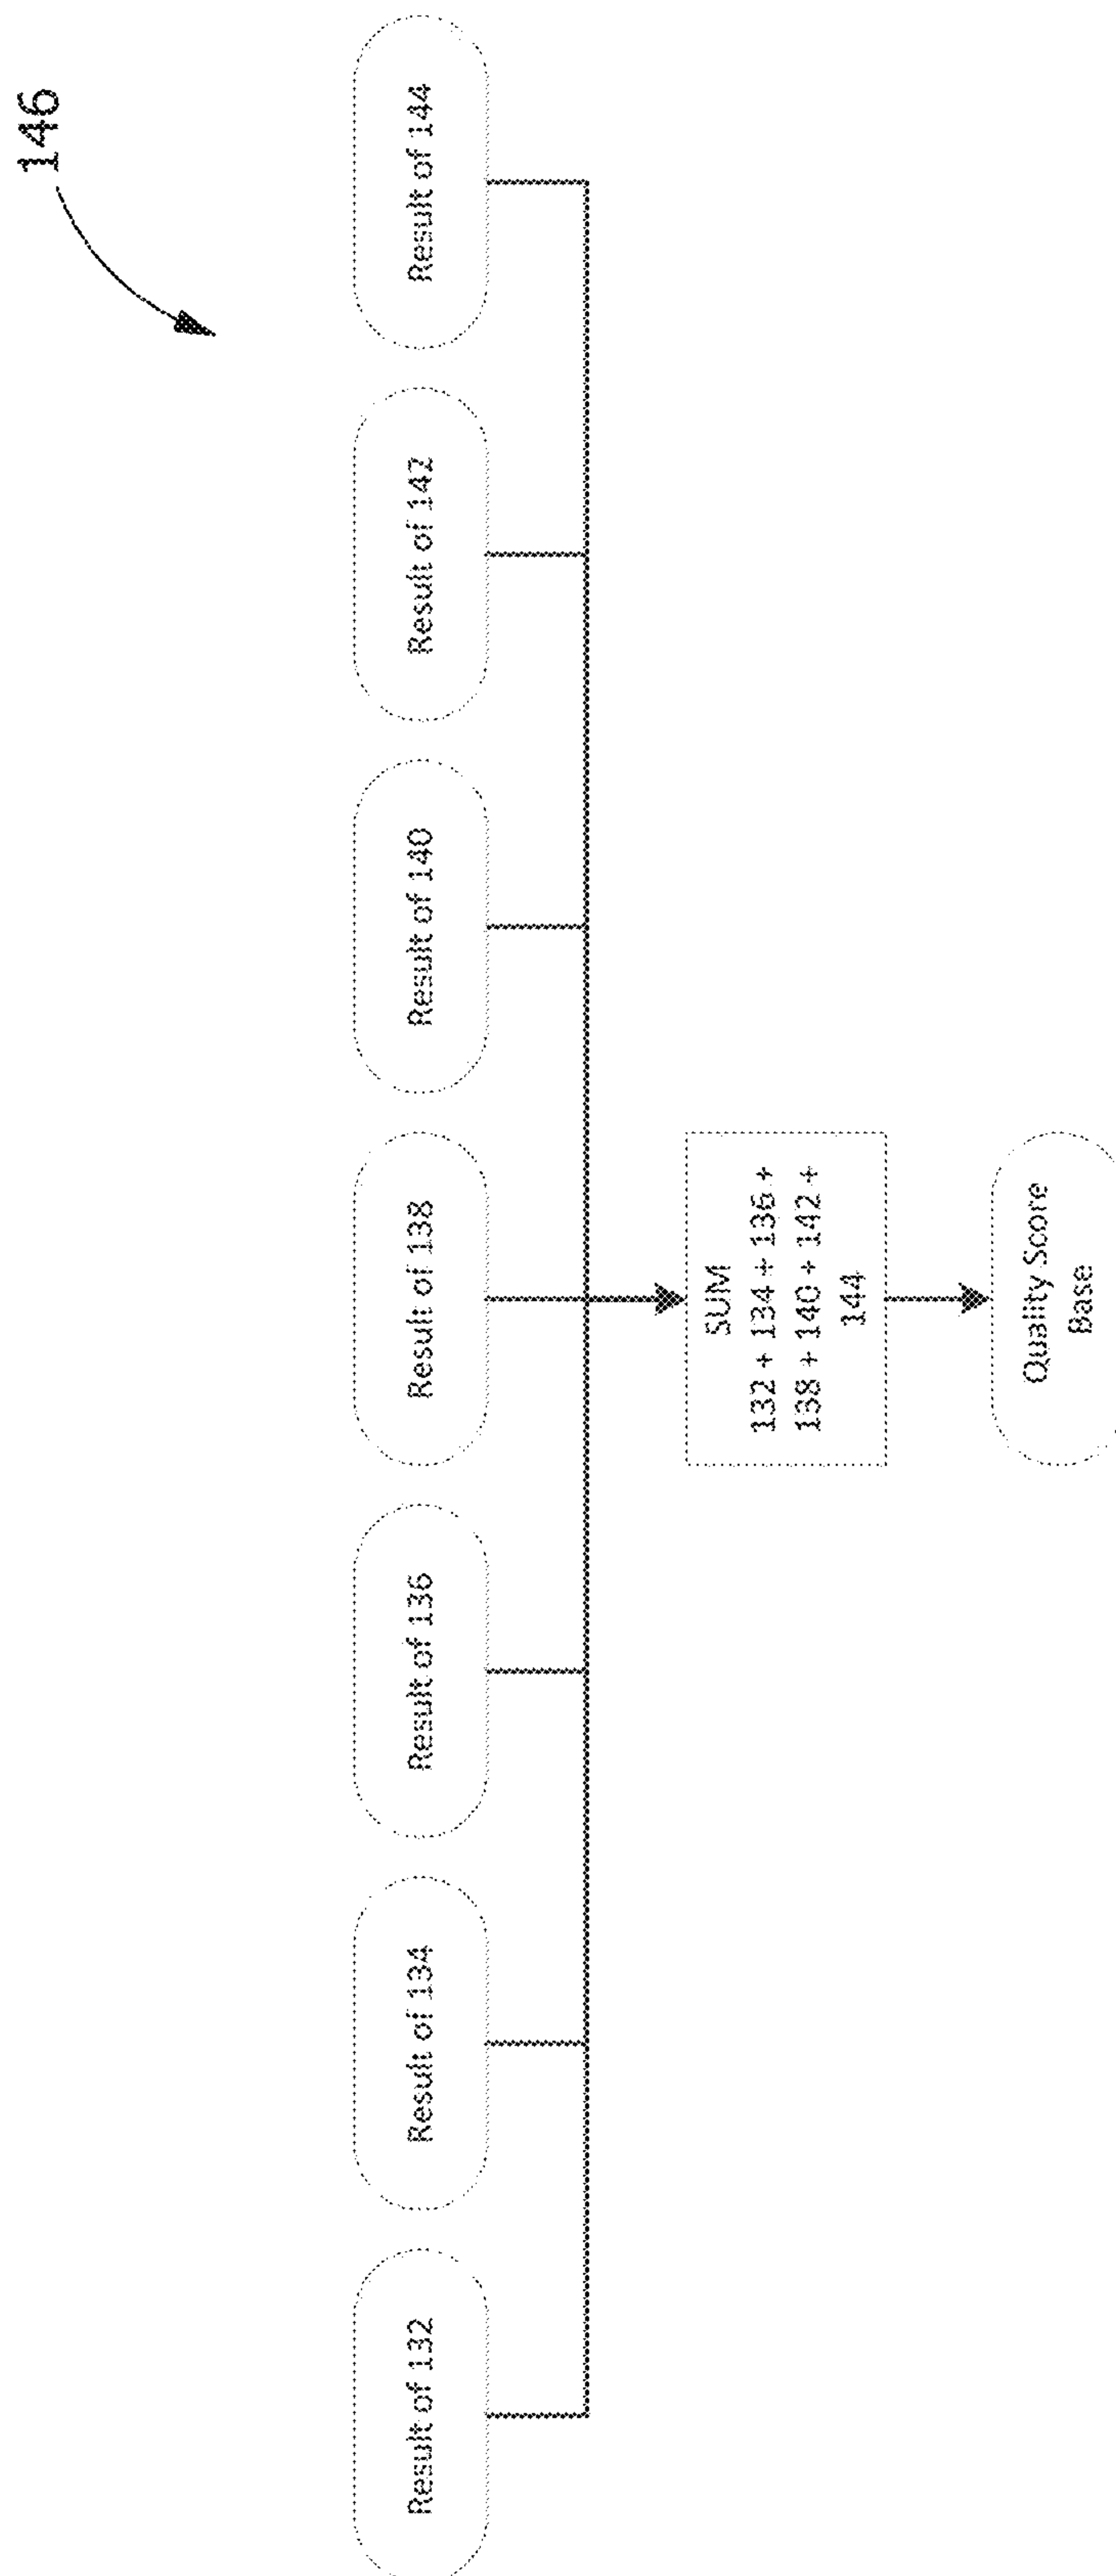 146
Result of 132
Result of 134
Result of 136
Result of 138
Result of 140
Result of 142
Result of 144
SUM
132 + 134 + 136 +
138 + 140 + 142 +
144
Quality Score
Base